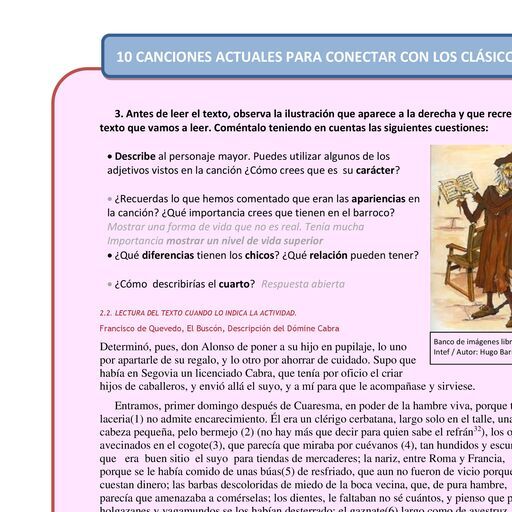 10 CANCIONES ACTUALES PARA CONECTAR CON LOS CLÁSICO
3. Antes de leer el texto, observa la ilustración que aparece a la derecha y que recre
texto que vamos a leer. Coméntalo teniendo en cuentas las siguientes cuestiones:
• Describe al personaje mayor. Puedes utilizar algunos de los
adjetivos vistos en la canción ¿Cómo crees que es su carácter?
• ¿Recuerdas lo que hemos comentado que eran las apariencias en
la canción? ¿Qué importancia crees que tienen en el barroco?
Mostrar una forma de vida que no es real. Tenía mucha
Importancia mostrar un nivel de vida superior
• ¿Qué diferencias tienen los chicos? ¿Qué relación pueden tener?
• ¿Cómo describirías el cuarto? Respuesta abierta
Banco de imágenes libr
Intef / Autor: Hugo Bar
2.2. LECTURA DEL TEXTO CUANDO LO INDICA LA ACTIVIDAD.
Francisco de Quevedo, El Buscón, Descripción del Dómine Cabra
Determinó, pues, don Alonso de poner a su hijo en pupilaje, lo uno
por apartarle de su regalo, y lo otro por ahorrar de cuidado. Supo que
había en Segovia un licenciado Cabra, que tenía por oficio el criar
hijos de caballeros, y envió allá el suyo, y a mí para que le acompañase y sirviese.
Entramos, primer domingo después de Cuaresma, en poder de la hambre viva, porque t
laceria(1) no admite encarecimiento. Él era un clérigo cerbatana, largo solo en el talle, una
cabeza pequeña, pelo bermejo (2) (no hay más que decir para quien sabe el refrán32), los o
avecinados en el cogote(3), que parecía que miraba por cuévanos (4), tan hundidos y escu
que era buen sitio el suyo para tiendas de mercaderes; la nariz, entre Roma y Francia,
porque se le había comido de unas búas(5) de resfriado, que aun no fueron de vicio porque
cuestan dinero; las barbas descoloridas de miedo de la boca vecina, que, de pura hambre,
parecía que amenazaba a comérselas; los dientes, le faltaban no sé cuántos, y pienso que p
holgazanes y vagamundos se los habían desterrado; el gaznate(6) largo como de avestruz